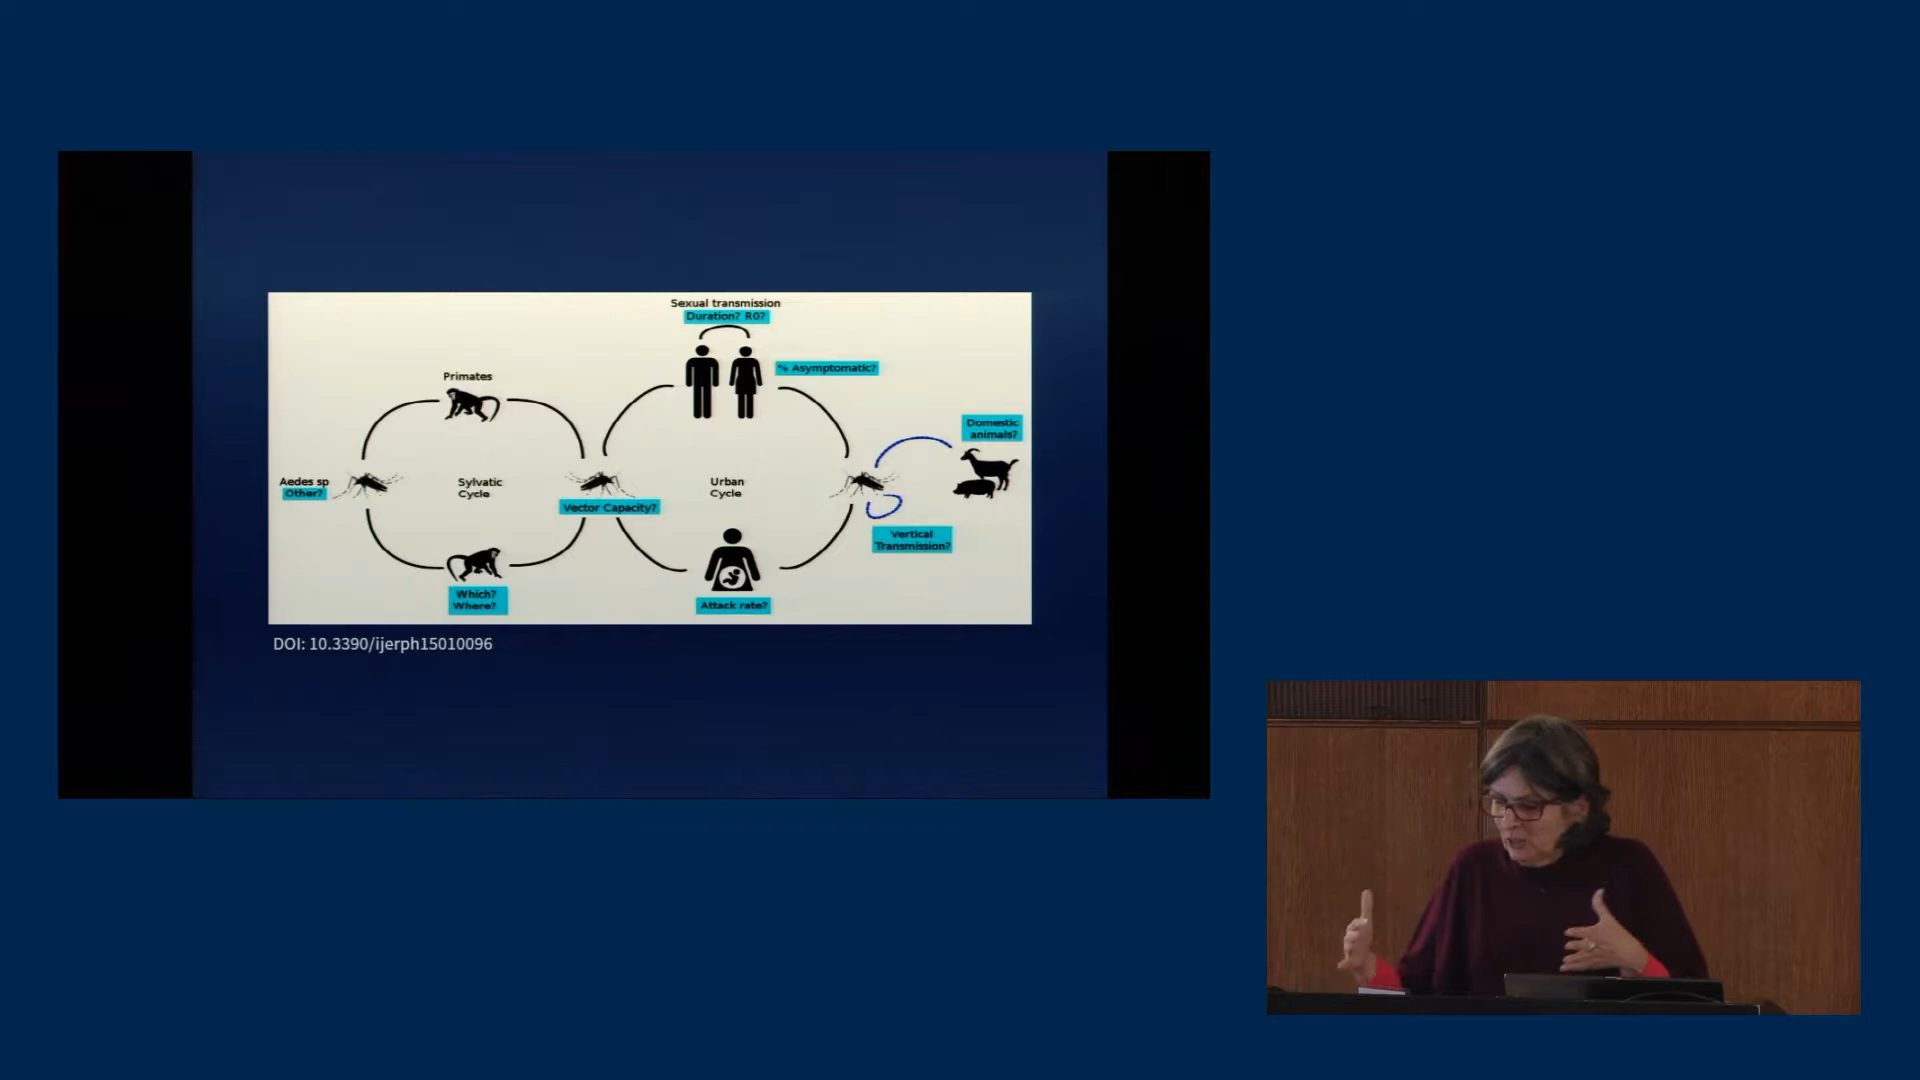 Sexual transmission
Duration? R0?
% Asymptomatic?
Primates
Domestic
animals?
Aedes sp
Other?
Sylvatic
Cycle
Vector Capacity?
Urban
Cycle
Vertical
Transmission?
Which?
Where?
Attack rate?
DOI: 10.3390/ijerph15010096